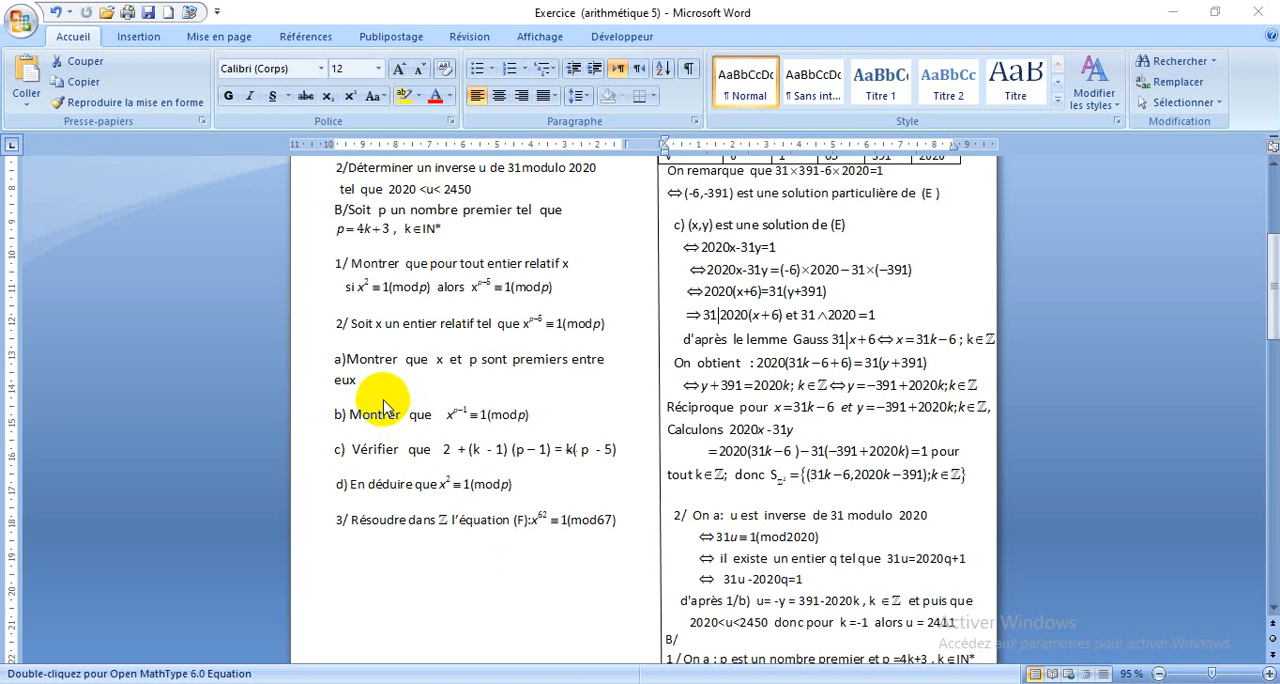 Exercice (arithmétique 5) - Microsoft Word
Accueil Insertion Mise en page Références Publipostage Révision Affichage Développeur
Coller
Couper
Copier
Reproduire la mise en forme
Presse-papiers
Calibri (Corps) 12
G I S abc x₂ x² Aa
Police
Paragraphe
AaBbCcDc AaBbCcDc AaBbC AaBbCc AaB
¶ Normal ¶ Sans int... Titre 1 Titre 2 Titre
Modifier les styles
Style
Rechercher
Remplacer
Sélectionner
Modification
2/Déterminer un inverse u de 31modulo 2020
tel que 2020 <u< 2450
B/Soit p un nombre premier tel que
p = 4k+3 , k∈IN*
1/ Montrer que pour tout entier relatif x
si x² ≡ 1(mod p) alors x^{p-5} ≡ 1(mod p)
2/ Soit x un entier relatif tel que x^{p-5} ≡ 1(mod p)
a)Montrer que x et p sont premiers entre
eux
b) Montrer que x^{p-1} ≡ 1(mod p)
c) Vérifier que 2 + (k - 1) (p − 1) = k( p - 5)
d) En déduire que x² ≡ 1(mod p)
3/ Résoudre dans ℤ l’équation (F):x^{62} ≡ 1(mod67)
On remarque que 31×391-6×2020=1
⇔(-6,-391) est une solution particulière de (E )
c) (x,y) est une solution de (E)
⇔2020x-31y=1
⇔2020x-31y =(-6)×2020−31×(−391)
⇔2020(x+6)=31(y+391)
⇒31|2020(x+6) et 31∧2020=1
d'après le lemme Gauss 31|x+6⇔x=31k−6 ; k∈ℤ
On obtient : 2020(31k−6+6)=31(y+391)
⇔y+391=2020k; k∈ℤ⇔y=−391+2020k;k∈ℤ
Réciproque pour x=31k−6 et y=−391+2020k;k∈ℤ,
Calculons 2020x-31y
=2020(31k−6 )−31(−391+2020k)=1 pour
tout k∈ℤ; donc S_{ℤ²} ={(31k−6,2020k−391);k∈ℤ}
2/ On a: u est inverse de 31 modulo 2020
⇔31u≡1(mod2020)
⇔ il existe un entier q tel que 31u=2020q+1
⇔ 31u -2020q=1
d'après 1/b) u= -y = 391-2020k , k ∈ℤ et puis que
2020<u<2450 donc pour k =-1 alors u = 2411
B/
1 / On a : p est un nombre premier et p =4k+3 , k∈IN*
Activer Windows
Accédez aux paramètres pour activer Windows.
Double-cliquez pour Open MathType 6.0 Equation
95 %